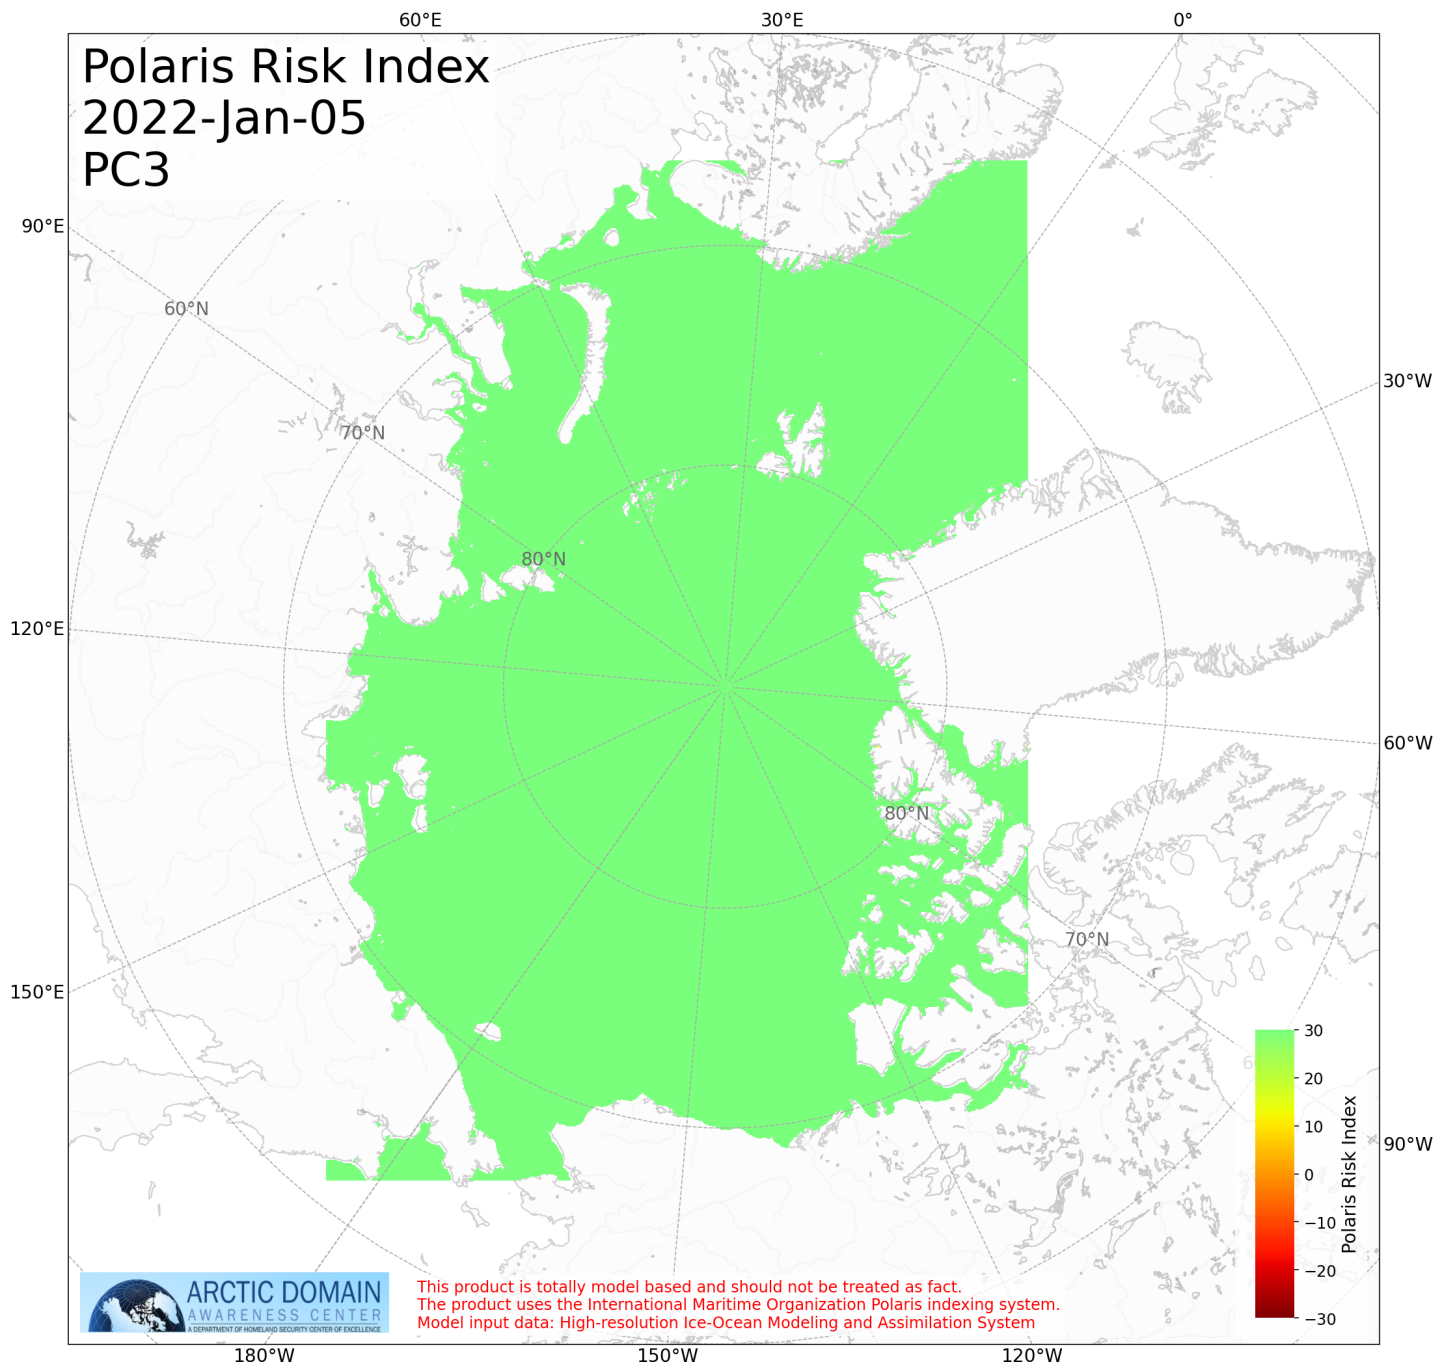 60°E 30°E 0°
Polaris Risk Index
2022-Jan-05
PC3
90°E
60°N
30°W
70°N
80°N
120°E
60°W
80°N
70°N
150°E
30
20
10
0
−10
−20
−30
Polaris Risk Index
90°W
ARCTIC DOMAIN
AWARENESS CENTER
A DEPARTMENT OF HOMELAND SECURITY CENTER OF EXCELLENCE
This product is totally model based and should not be treated as fact.
The product uses the International Maritime Organization Polaris indexing system.
Model input data: High-resolution Ice-Ocean Modeling and Assimilation System
180°W 150°W 120°W